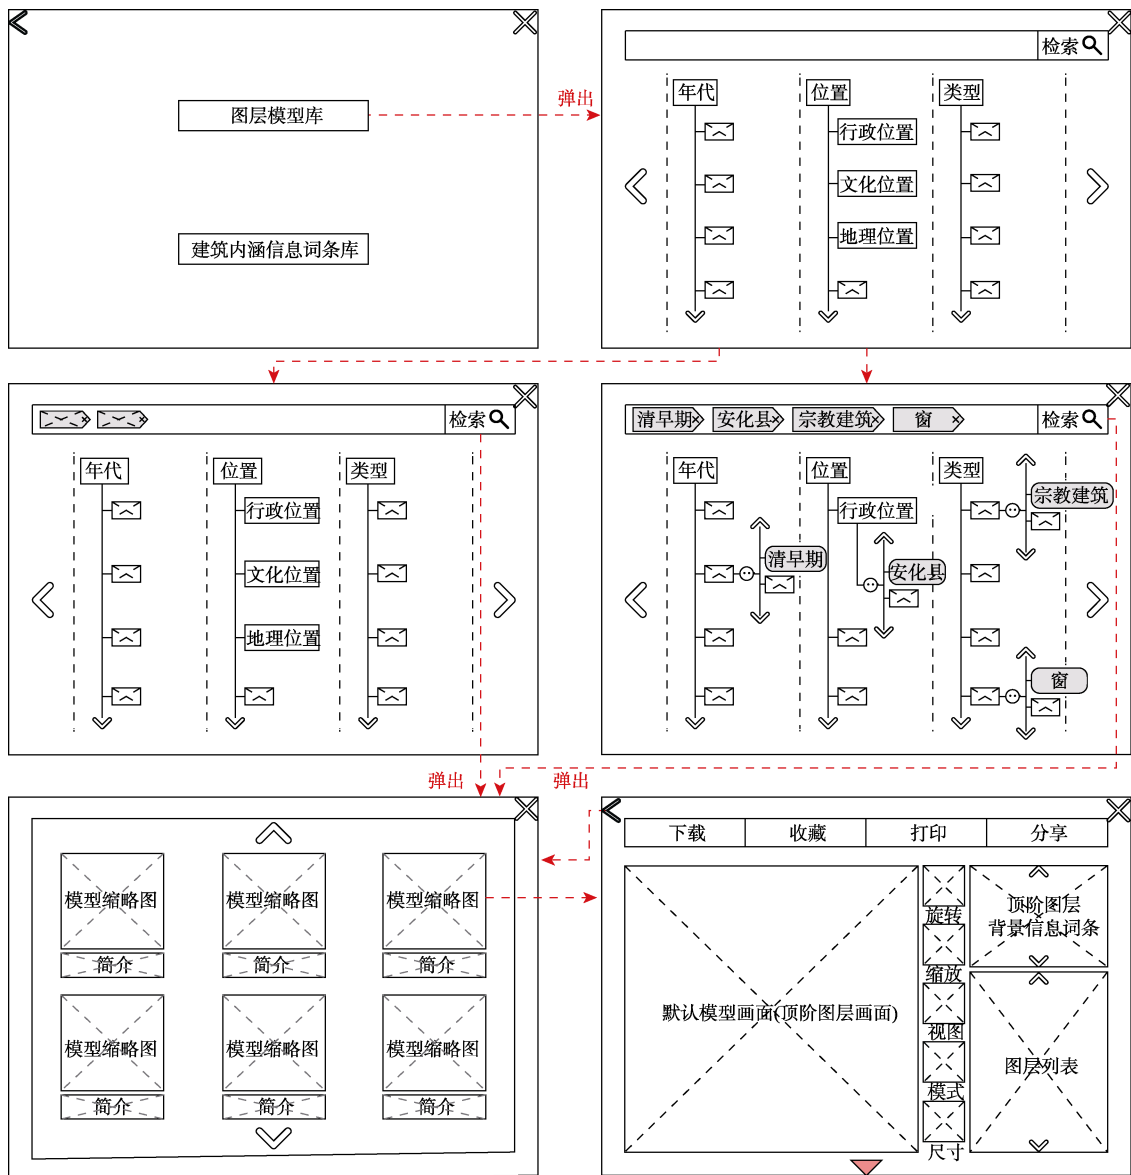 图层模型库
建筑内涵信息词条库
弹出
检索
年代
位置
类型
行政位置
文化位置
地理位置
检索
年代
位置
类型
行政位置
文化位置
地理位置
清早期
安化县
宗教建筑
窗
检索
年代
位置
类型
宗教建筑
行政位置
清早期
安化县
窗
弹出
弹出
模型缩略图
模型缩略图
模型缩略图
简介
简介
简介
模型缩略图
模型缩略图
模型缩略图
简介
简介
简介
下载
收藏
打印
分享
默认模型画面(顶阶图层画面)
旋转
缩放
视图
模式
尺寸
顶阶图层
背景信息词条
图层列表